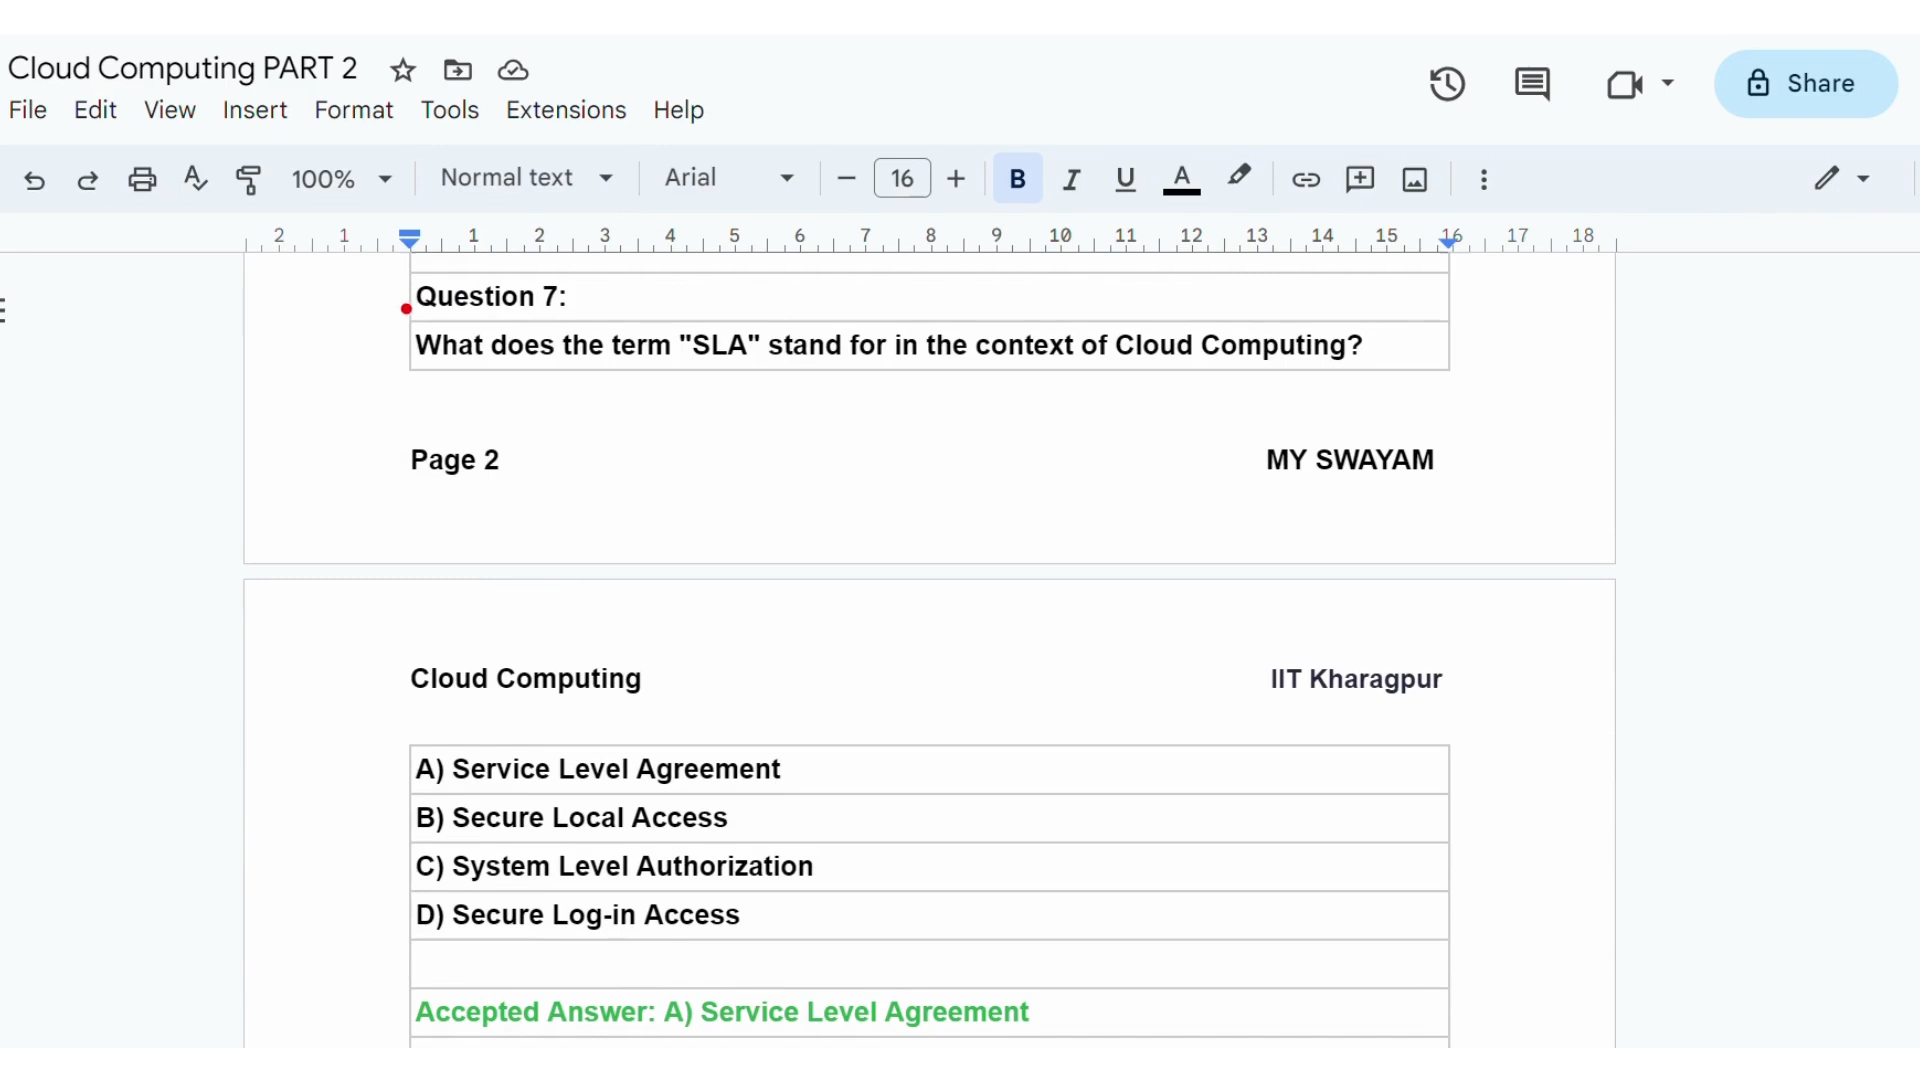 Cloud Computing PART 2
File Edit View Insert Format Tools Extensions Help
Share
100% Normal text Arial 16 B I U A
2 1 1 2 3 4 5 6 7 8 9 10 11 12 13 14 15 16 17 18
Question 7:
What does the term "SLA" stand for in the context of Cloud Computing?
Page 2 MY SWAYAM
Cloud Computing IIT Kharagpur
A) Service Level Agreement
B) Secure Local Access
C) System Level Authorization
D) Secure Log-in Access
Accepted Answer: A) Service Level Agreement